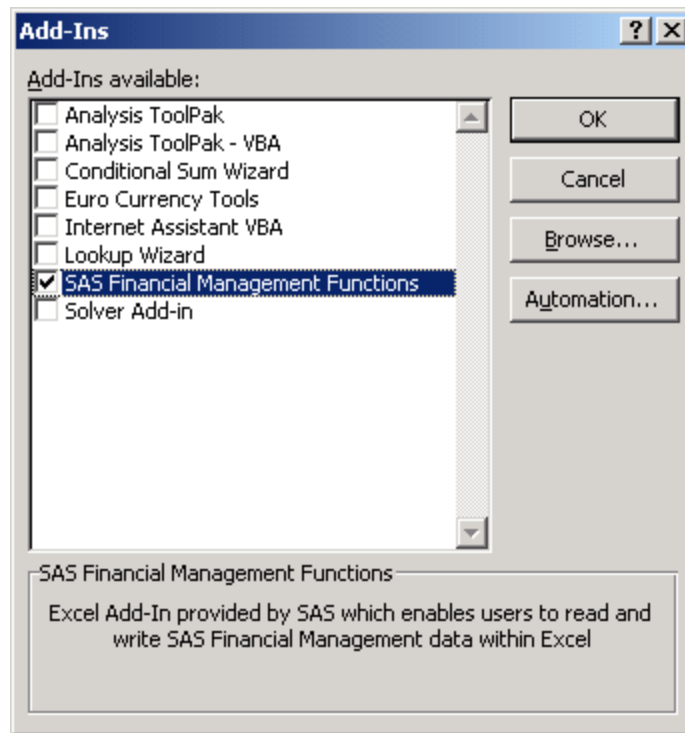 Add-Ins
Add-Ins available:
Analysis ToolPak
Analysis ToolPak - VBA
Conditional Sum Wizard
Euro Currency Tools
Internet Assistant VBA
Lookup Wizard
SAS Financial Management Functions
Solver Add-in
OK
Cancel
Browse...
Automation...
SAS Financial Management Functions
Excel Add-In provided by SAS which enables users to read and
write SAS Financial Management data within Excel